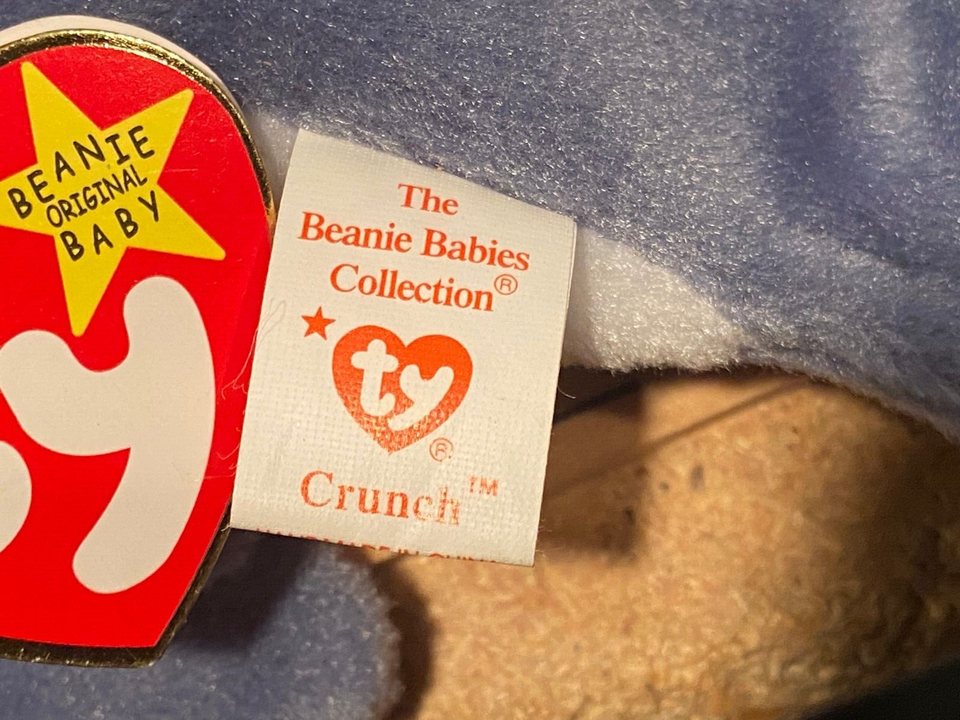 BEANIE
ORIGINAL
BABY
y
The
Beanie Babies
Collection®
ty
®
Crunch™